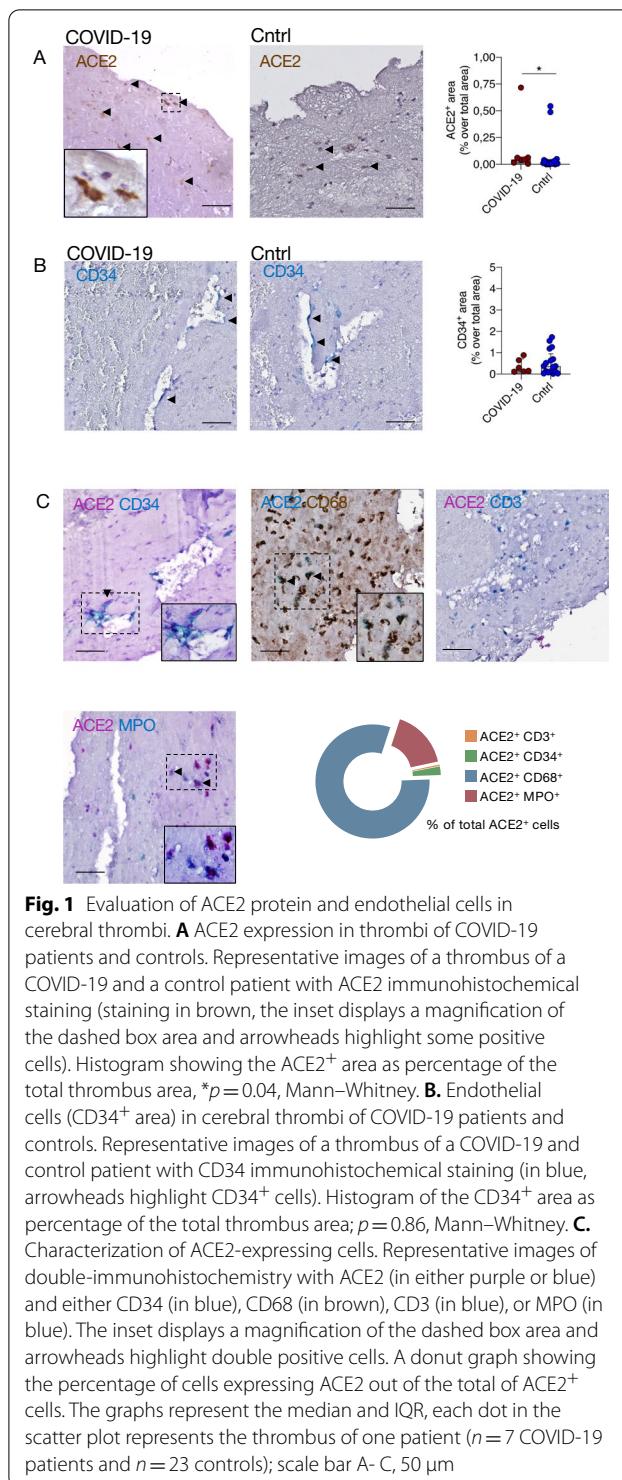 COVID-19
Cntrl
A
ACE2
ACE2
ACE2⁺ area
(% over total area)
1,00
0,75
0,50
0,25
0,00
*
COVID-19
Cntrl
COVID-19
Cntrl
B
CD34
CD34
CD34⁺ area
(% over total area)
5
4
3
2
1
0
COVID-19
Cntrl
C
ACE2 CD34
ACE2 CD68
ACE2 CD3
ACE2 MPO
ACE2⁺ CD3⁺
ACE2⁺ CD34⁺
ACE2⁺ CD68⁺
ACE2⁺ MPO⁺
% of total ACE2⁺ cells
Fig. 1 Evaluation of ACE2 protein and endothelial cells in
cerebral thrombi. A ACE2 expression in thrombi of COVID-19
patients and controls. Representative images of a thrombus of a
COVID-19 and a control patient with ACE2 immunohistochemical
staining (staining in brown, the inset displays a magnification of
the dashed box area and arrowheads highlight some positive
cells). Histogram showing the ACE2⁺ area as percentage of the
total thrombus area, *p = 0.04, Mann–Whitney. B. Endothelial
cells (CD34⁺ area) in cerebral thrombi of COVID-19 patients and
controls. Representative images of a thrombus of a COVID-19 and
control patient with CD34 immunohistochemical staining (in blue,
arrowheads highlight CD34⁺ cells). Histogram of the CD34⁺ area as
percentage of the total thrombus area; p = 0.86, Mann–Whitney. C.
Characterization of ACE2-expressing cells. Representative images of
double-immunohistochemistry with ACE2 (in either purple or blue)
and either CD34 (in blue), CD68 (in brown), CD3 (in blue), or MPO (in
blue). The inset displays a magnification of the dashed box area and
arrowheads highlight double positive cells. A donut graph showing
the percentage of cells expressing ACE2 out of the total of ACE2⁺
cells. The graphs represent the median and IQR, each dot in the
scatter plot represents the thrombus of one patient (n = 7 COVID-19
patients and n = 23 controls); scale bar A- C, 50 μm